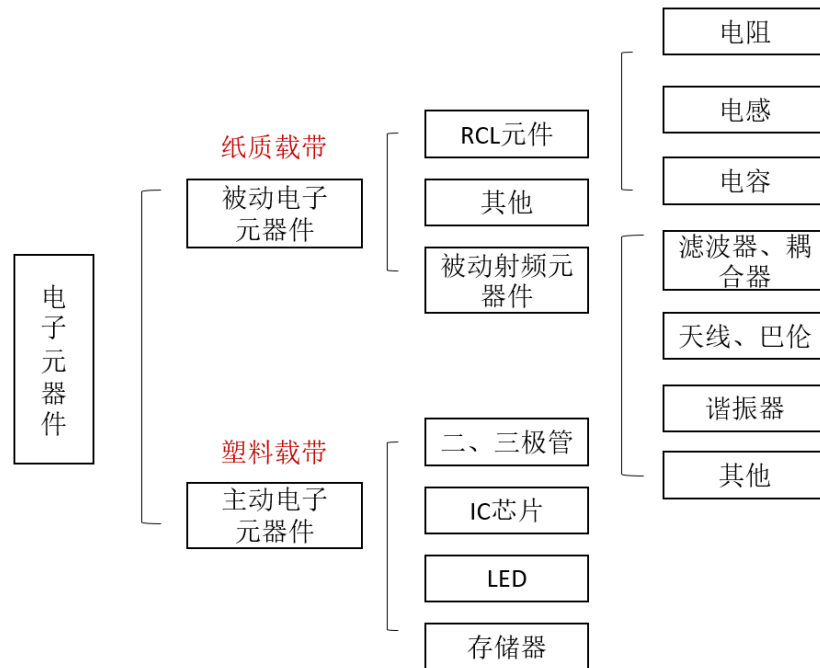 电阻
电感
纸质载带
RCL元件
电容
被动电子
元器件
其他
滤波器、耦
合器
被动射频元
器件
电
子
元
器
件
天线、巴伦
谐振器
塑料载带
二、三极管
其他
主动电子
元器件
IC芯片
LED
存储器